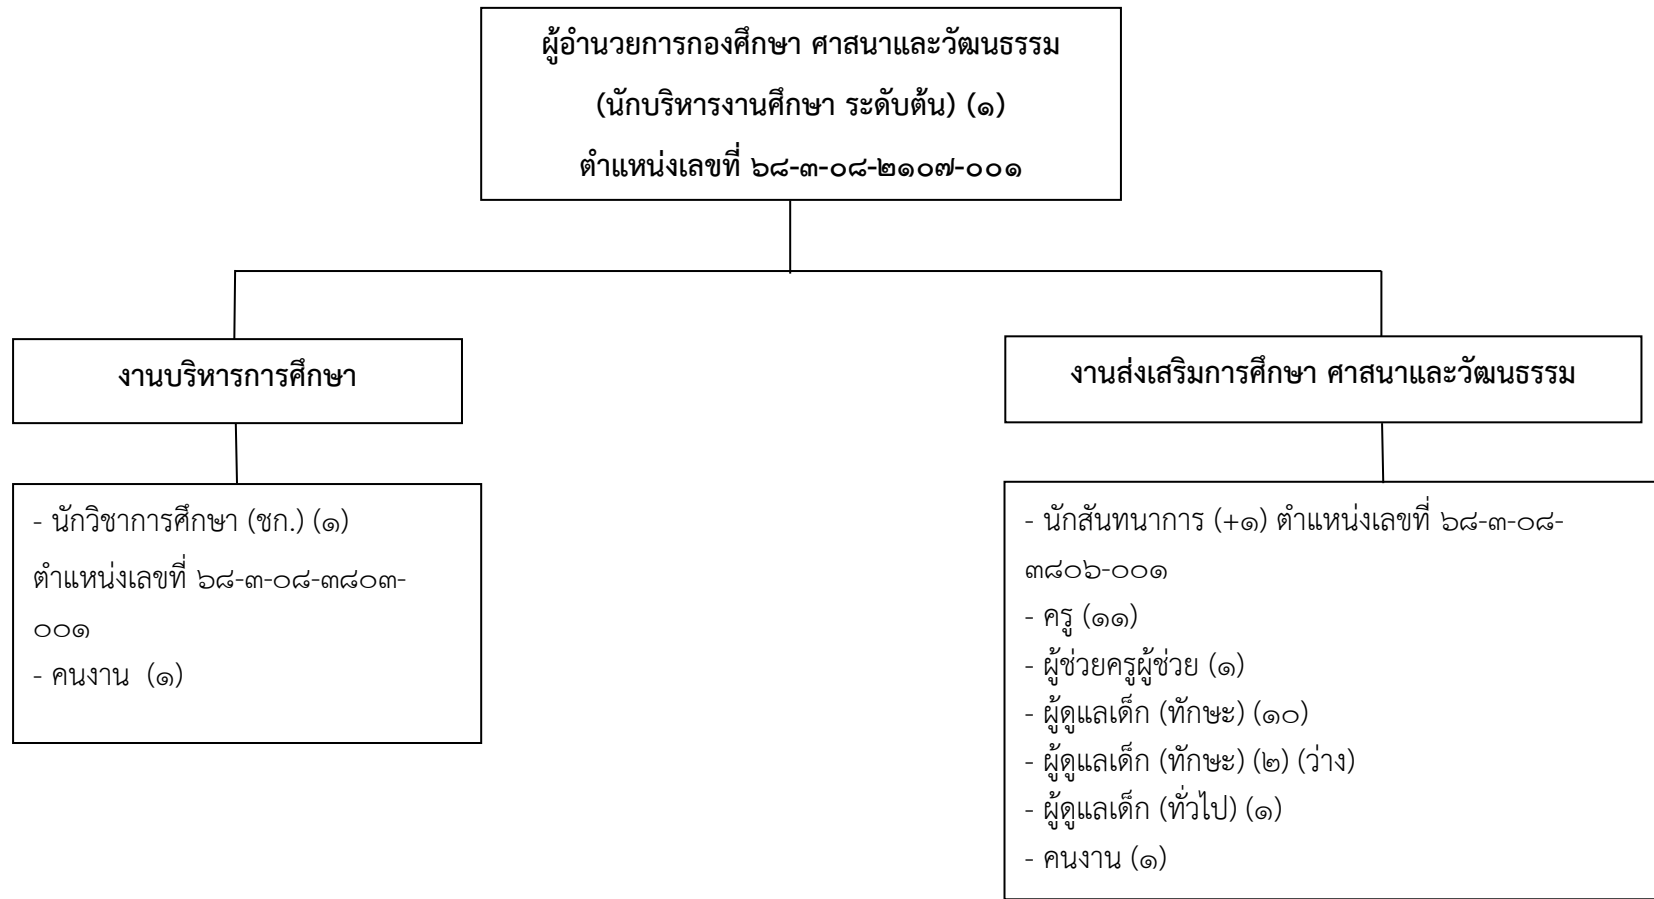 ผู้อำนวยการกองศึกษา ศาสนาและวัฒนธรรม
(นักบริหารงานศึกษา ระดับต้น) (๑)
ตำแหน่งเลขที่ ๖๘-๓-๐๘-๒๑๐๗-๐๐๑
งานบริหารการศึกษา
งานส่งเสริมการศึกษา ศาสนาและวัฒนธรรม
- นักวิชาการศึกษา (ชก.) (๑)
ตำแหน่งเลขที่ ๖๘-๓-๐๘-๓๘๐๓-
๐๐๑
- คนงาน (๑)
- นักสันทนาการ (+๑) ตำแหน่งเลขที่ ๖๘-๓-๐๘-
๓๘๐๖-๐๐๑
- ครู (๑๑)
- ผู้ช่วยครูผู้ช่วย (๑)
- ผู้ดูแลเด็ก (ทักษะ) (๑๐)
- ผู้ดูแลเด็ก (ทักษะ) (๒) (ว่าง)
- ผู้ดูแลเด็ก (ทั่วไป) (๑)
- คนงาน (๑)